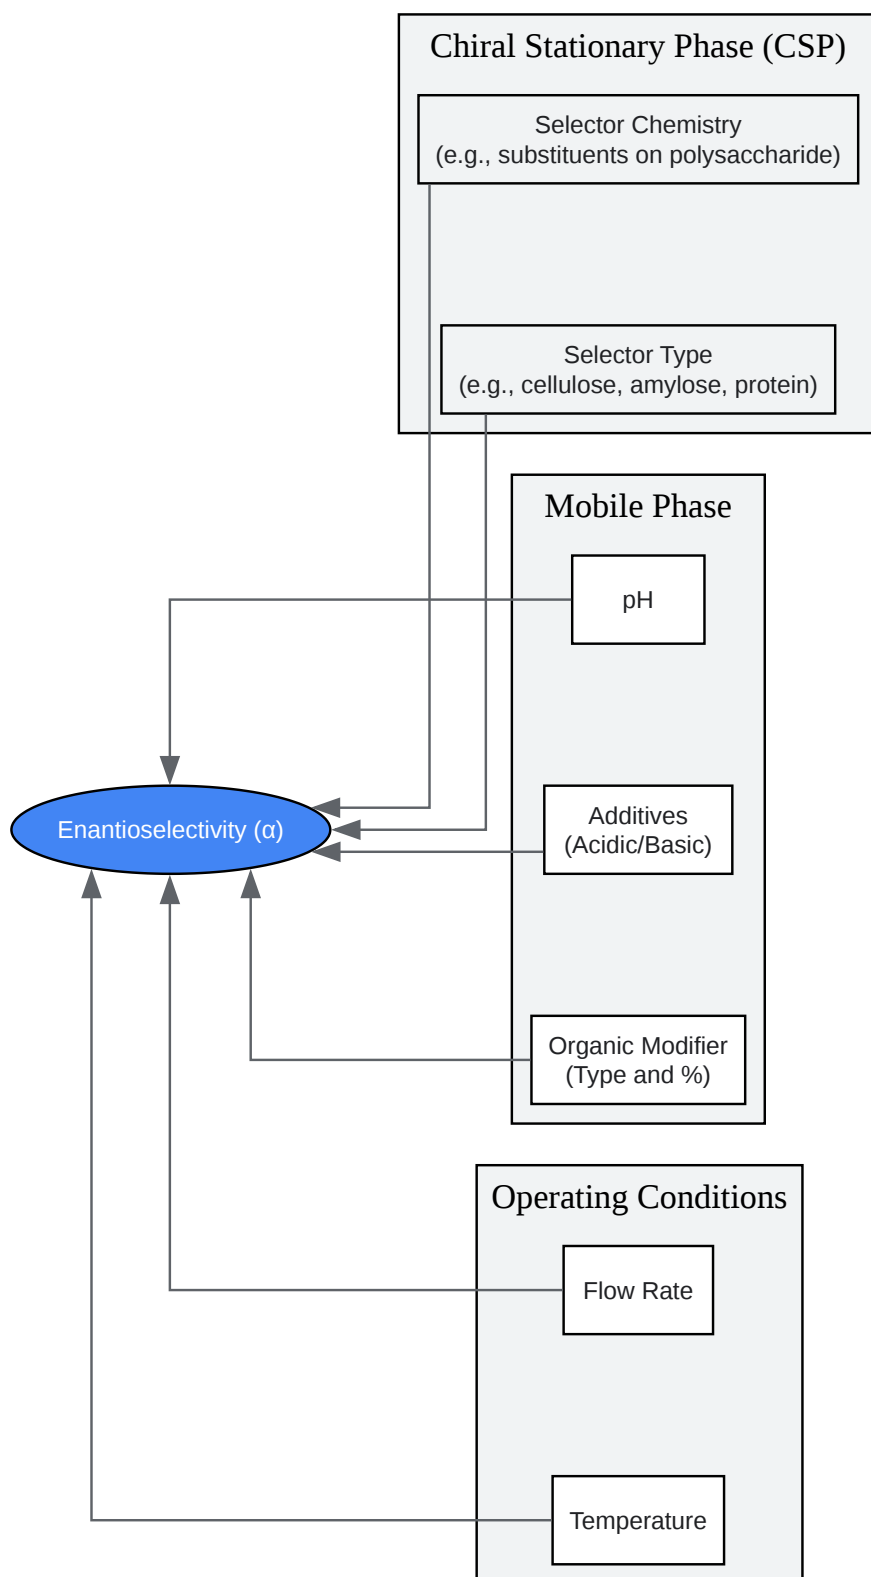 Chiral Stationary Phase (CSP)
Selector Chemistry
(e.g., substituents on polysaccharide)
Selector Type
(e.g., cellulose, amylose, protein)
Mobile Phase
pH
Enantioselectivity (α)
Additives
(Acidic/Basic)
Organic Modifier
(Type and %)
Operating Conditions
Flow Rate
Temperature